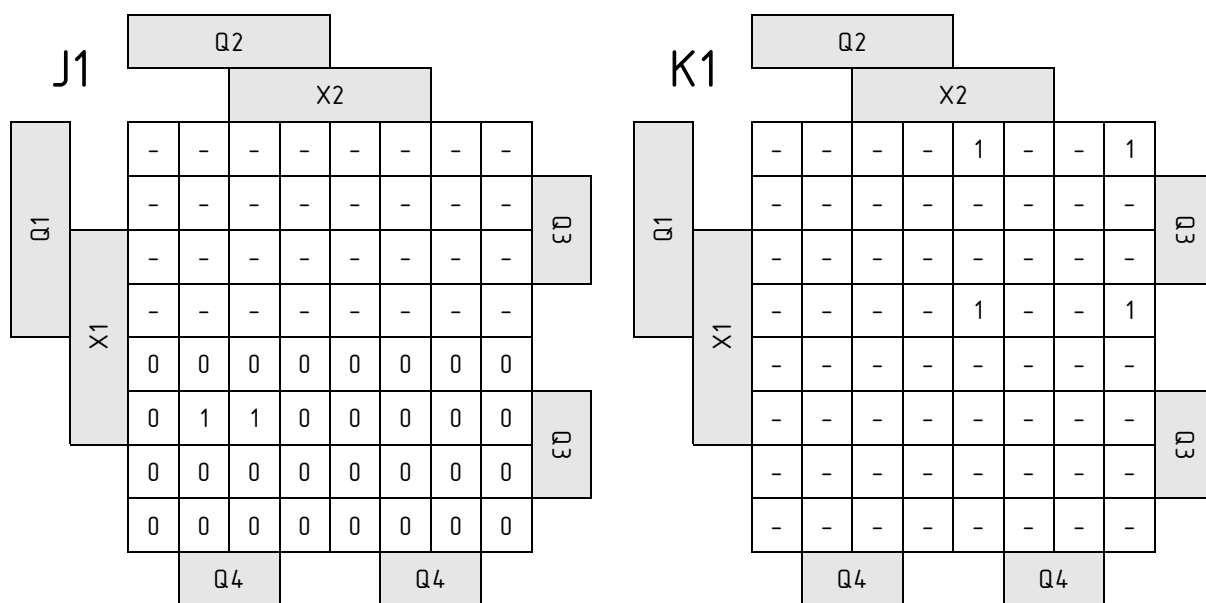 J1 Q2 K1 Q2
X2 X2
- - - - - - - - - - - - 1 - - 1
- - - - - - - - - - - - - - - -
Q1 Q3 Q1 Q3
- - - - - - - - - - - - - - - -
- - - - - - - - - - - - 1 - - 1
X1 X1
0 0 0 0 0 0 0 0 - - - - - - - -
0 1 1 0 0 0 0 0 - - - - - - - -
Q3 Q3
0 0 0 0 0 0 0 0 - - - - - - - -
0 0 0 0 0 0 0 0 - - - - - - - -
Q4 Q4 Q4 Q4